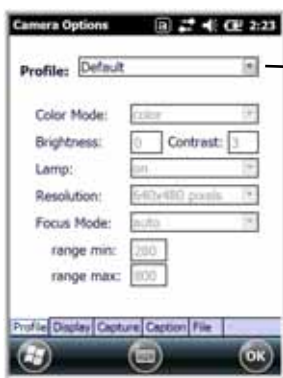 Camera Options 2:23
Profile: Default
Color Mode: color
Brightness: 0 Contrast: 3
Lamp: on
Resolution: 640x480 pixels
Focus Mode: auto
range min: 280
range max: 800
Profile Display Capture Caption File
OK